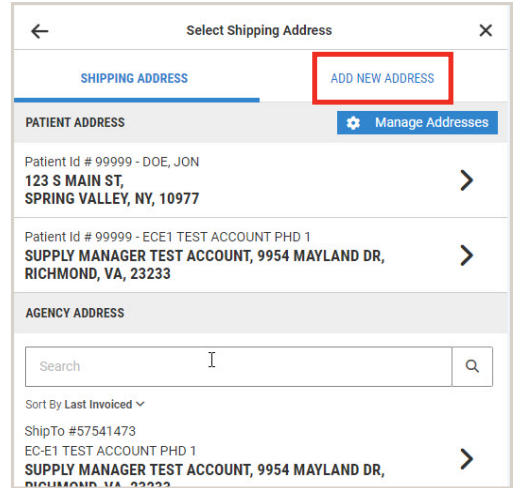 Select Shipping Address
SHIPPING ADDRESS
ADD NEW ADDRESS
PATIENT ADDRESS
Manage Addresses
Patient Id # 99999 - DOE, JON
123 S MAIN ST,
SPRING VALLEY, NY, 10977
Patient Id # 99999 - ECE1 TEST ACCOUNT PHD 1
SUPPLY MANAGER TEST ACCOUNT, 9954 MAYLAND DR,
RICHMOND, VA, 23233
AGENCY ADDRESS
Search
Sort By Last Invoiced
ShipTo #57541473
EC-E1 TEST ACCOUNT PHD 1
SUPPLY MANAGER TEST ACCOUNT, 9954 MAYLAND DR,
RICHMOND, VA, 23233